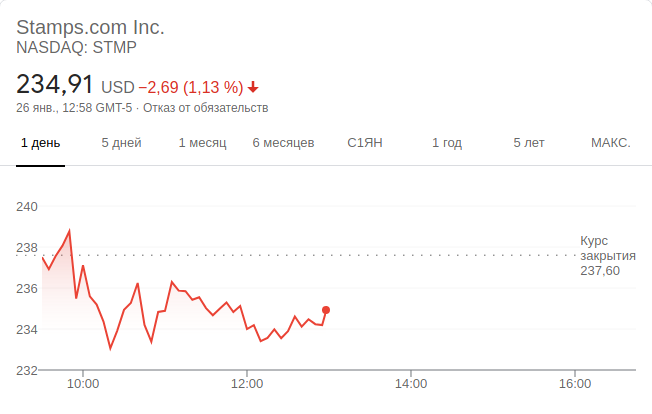 Stamps.com Inc.
NASDAQ: STMP
234,91 USD −2,69 (1,13 %)
26 янв., 12:58 GMT-5 · Отказ от обязательств
1 день 5 дней 1 месяц 6 месяцев С1ЯН 1 год 5 лет МАКС.
240
238
236
234
232
Курс
закрытия
237,60
10:00 12:00 14:00 16:00